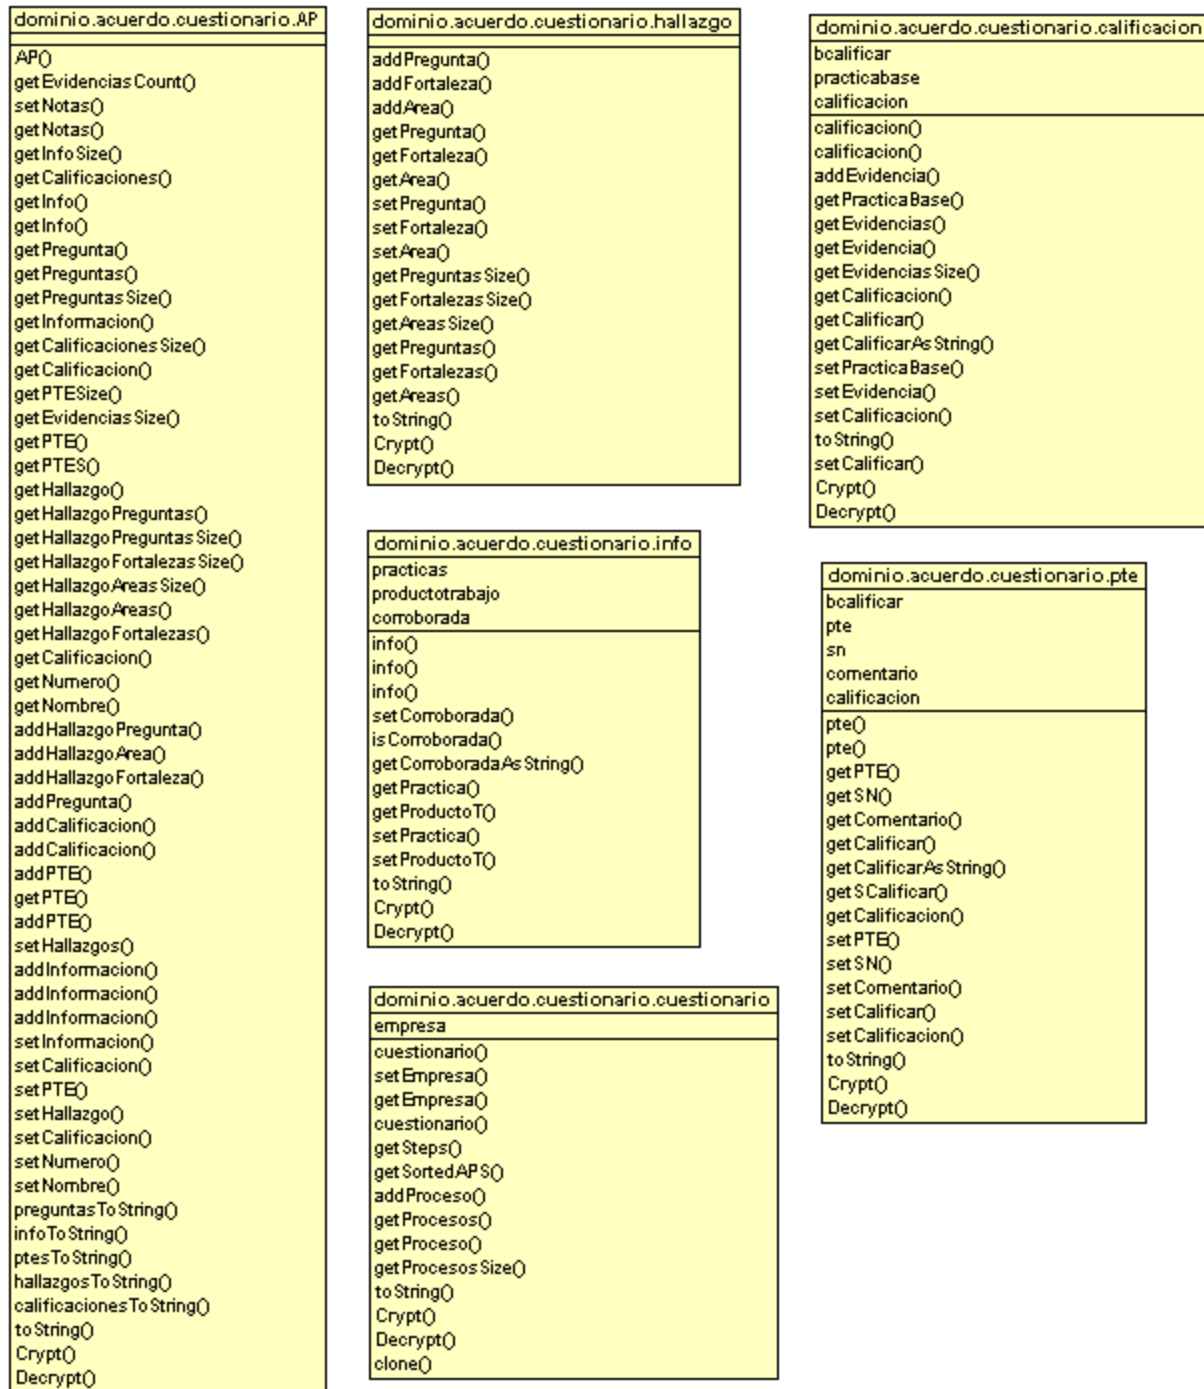 dominio.acuerdo.cuestionario.AP
AP()
getEvidenciasCount()
setNotas()
getNotas()
getInfoSize()
getCalificaciones()
getInfo()
getInfo()
getPregunta()
getPreguntas()
getPreguntasSize()
getInformacion()
getCalificacionesSize()
getCalificacion()
getPTESize()
getEvidenciasSize()
getPTE()
getPTES()
getHallazgo()
getHallazgoPreguntas()
getHallazgoPreguntasSize()
getHallazgoFortalezasSize()
getHallazgoAreasSize()
getHallazgoAreas()
getHallazgoFortalezas()
getCalificacion()
getNumero()
getNombre()
addHallazgoPregunta()
addHallazgoArea()
addHallazgoFortaleza()
addPregunta()
addCalificacion()
addCalificacion()
addPTE()
getPTE()
addPTE()
setHallazgos()
addInformacion()
addInformacion()
addInformacion()
setInformacion()
setCalificacion()
setPTE()
setHallazgo()
setCalificacion()
setNumero()
setNombre()
preguntasToString()
infoToString()
ptesToString()
hallazgosToString()
calificacionesToString()
toString()
Crypt()
Decrypt()
dominio.acuerdo.cuestionario.hallazgo
addPregunta()
addFortaleza()
addArea()
getPregunta()
getFortaleza()
getArea()
setPregunta()
setFortaleza()
setArea()
getPreguntasSize()
getFortalezasSize()
getAreasSize()
getPreguntas()
getFortalezas()
getAreas()
toString()
Crypt()
Decrypt()
dominio.acuerdo.cuestionario.info
practicas
productotrabajo
corroborada
info()
info()
info()
setCorroborada()
isCorroborada()
getCorroboradaAsString()
getPractica()
getProductoT()
setPractica()
setProductoT()
toString()
Crypt()
Decrypt()
dominio.acuerdo.cuestionario.cuestionario
empresa
cuestionario()
setEmpresa()
getEmpresa()
cuestionario()
getSteps()
getSortedAPS()
addProceso()
getProcesos()
getProceso()
getProcesosSize()
toString()
Crypt()
Decrypt()
clone()
dominio.acuerdo.cuestionario.calificacion
bcalificar
practicabase
calificacion
calificacion()
calificacion()
addEvidencia()
getPracticaBase()
getEvidencias()
getEvidencia()
getEvidenciasSize()
getCalificacion()
getCalificar()
getCalificarAsString()
setPracticaBase()
setEvidencia()
setCalificacion()
toString()
setCalificar()
Crypt()
Decrypt()
dominio.acuerdo.cuestionario.pte
bcalificar
pte
sn
comentario
calificacion
pte()
pte()
getPTE()
getSN()
getComentario()
getCalificar()
getCalificarAsString()
getSCalificar()
getCalificacion()
setPTE()
setSN()
setComentario()
setCalificar()
setCalificacion()
toString()
Crypt()
Decrypt()